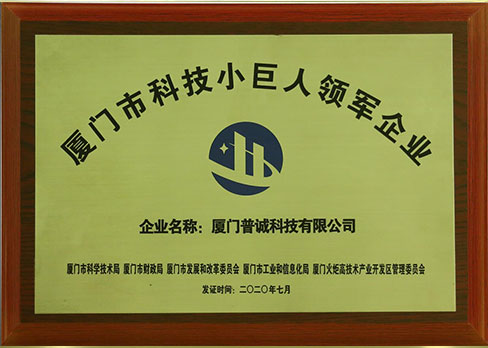 厦门市科技小巨人领军企业
企业名称：厦门普诚科技有限公司
厦门市科学技术局 厦门市财政局 厦门市发展和改革委员会 厦门市工业和信息化局 厦门火炬高技术产业开发区管理委员会
发证时间：二〇二〇年七月